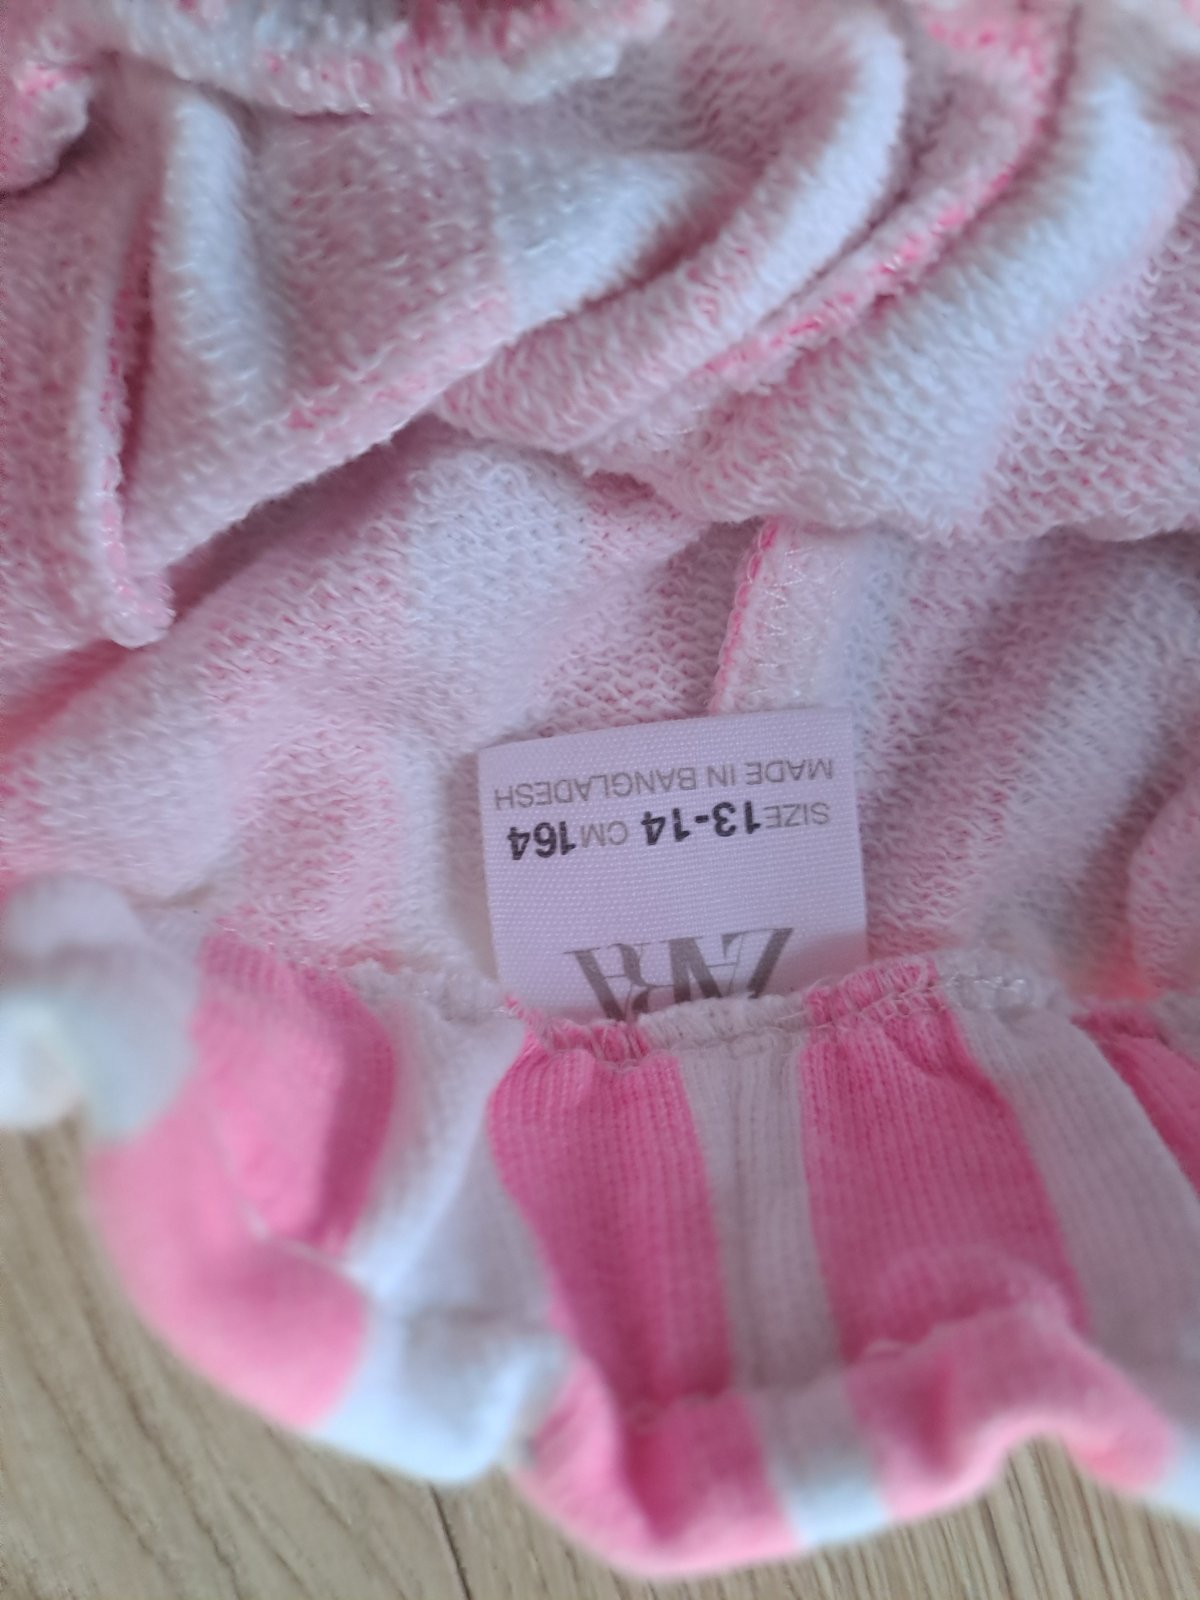 ZARA
SIZE 13-14 CM 164
MADE IN BANGLADESH